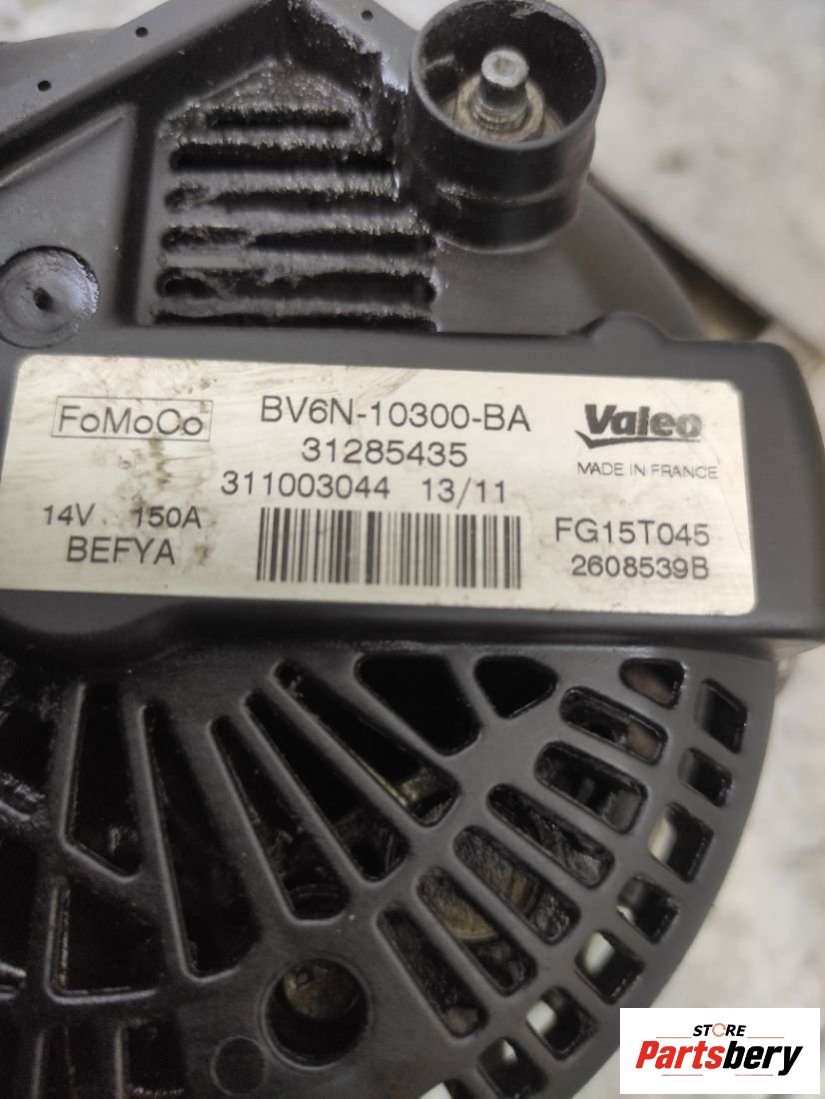 FoMoCo BV6N-10300-BA Valeo
31285435
MADE IN FRANCE
311003044 13/11
14V 150A
FG15T045
BEFYA
2608539B
STORE
Partsbery